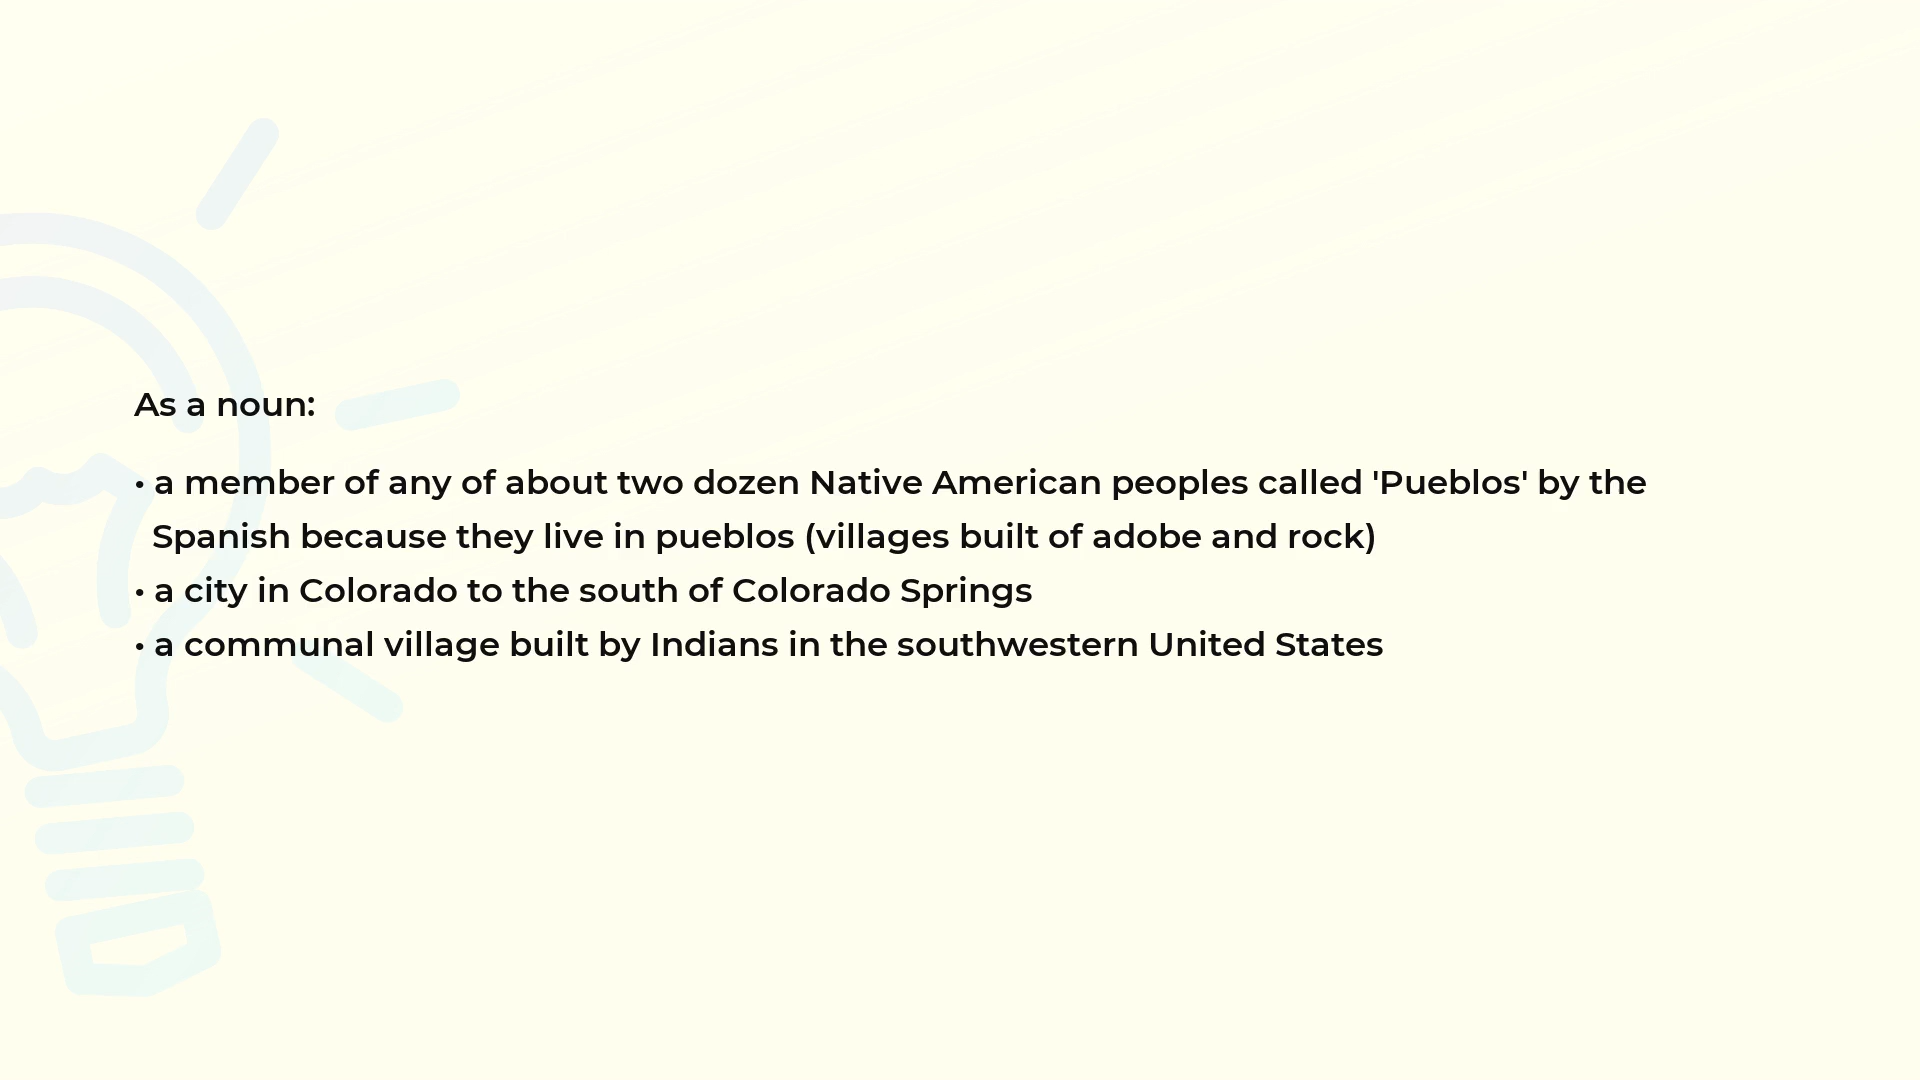 As a noun:
• a member of any of about two dozen Native American peoples called 'Pueblos' by the
Spanish because they live in pueblos (villages built of adobe and rock)
• a city in Colorado to the south of Colorado Springs
• a communal village built by Indians in the southwestern United States